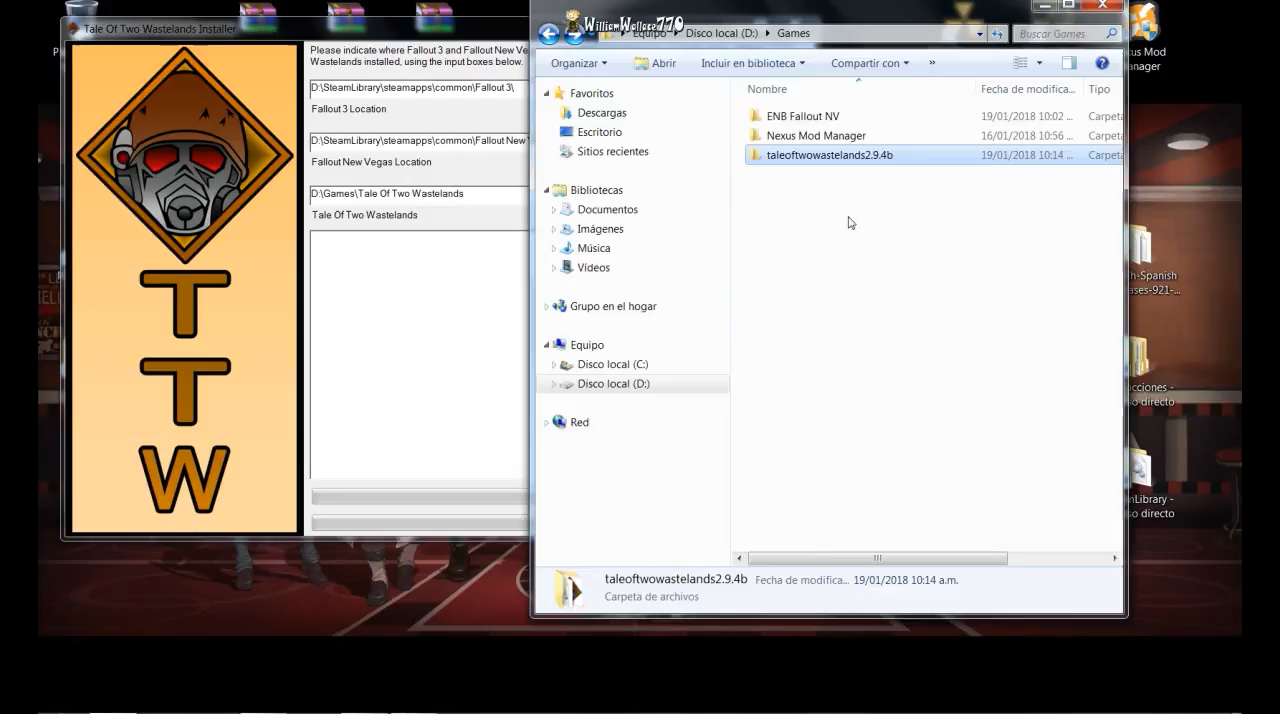 Tale Of Two Wastelands Installer
Please indicate where Fallout 3 and Fallout New Ve
Wastelands installed, using the input boxes below.
D:\SteamLibrary\steamapps\common\Fallout 3\
Fallout 3 Location
D:\SteamLibrary\steamapps\common\Fallout New
Fallout New Vegas Location
D:\Games\Tale Of Two Wastelands
Tale Of Two Wastelands
T
T
W
WilliamWallace770
Equipo
Disco local (D:)
Games
Buscar Games
Organizar
Abrir
Incluir en biblioteca
Compartir con
»
Favoritos
Descargas
Escritorio
Sitios recientes
Bibliotecas
Documentos
Imágenes
Música
Vídeos
Grupo en el hogar
Equipo
Disco local (C:)
Disco local (D:)
Red
Nombre
Fecha de modifica...
Tipo
ENB Fallout NV
19/01/2018 10:02 ...
Carpeta
Nexus Mod Manager
16/01/2018 10:56 ...
Carpeta
taleoftwowastelands2.9.4b
19/01/2018 10:14 ...
Carpeta
taleoftwowastelands2.9.4b
Fecha de modifica...
19/01/2018 10:14 a.m.
Carpeta de archivos
xus Mod
anager
h-Spanish
ases-921-...
cciones -
so directo
mLibrary -
so directo